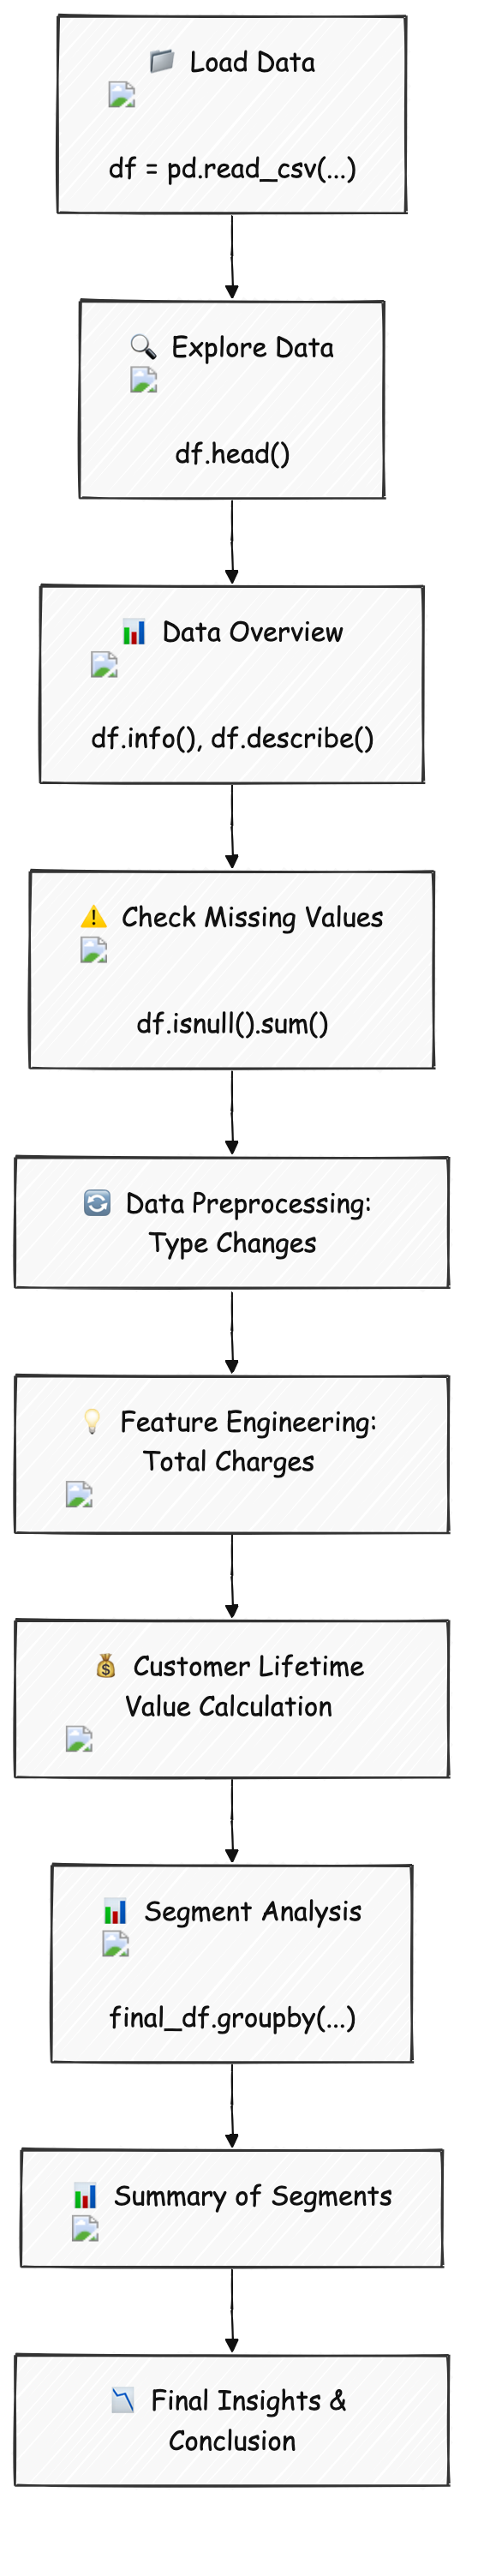 📁 Load Data
df = pd.read_csv(...)
🔍 Explore Data
df.head()
📊 Data Overview
df.info(), df.describe()
⚠️ Check Missing Values
df.isnull().sum()
🔄 Data Preprocessing:
Type Changes
💡 Feature Engineering:
Total Charges
💰 Customer Lifetime
Value Calculation
📊 Segment Analysis
final_df.groupby(...)
📊 Summary of Segments
📉 Final Insights &
Conclusion